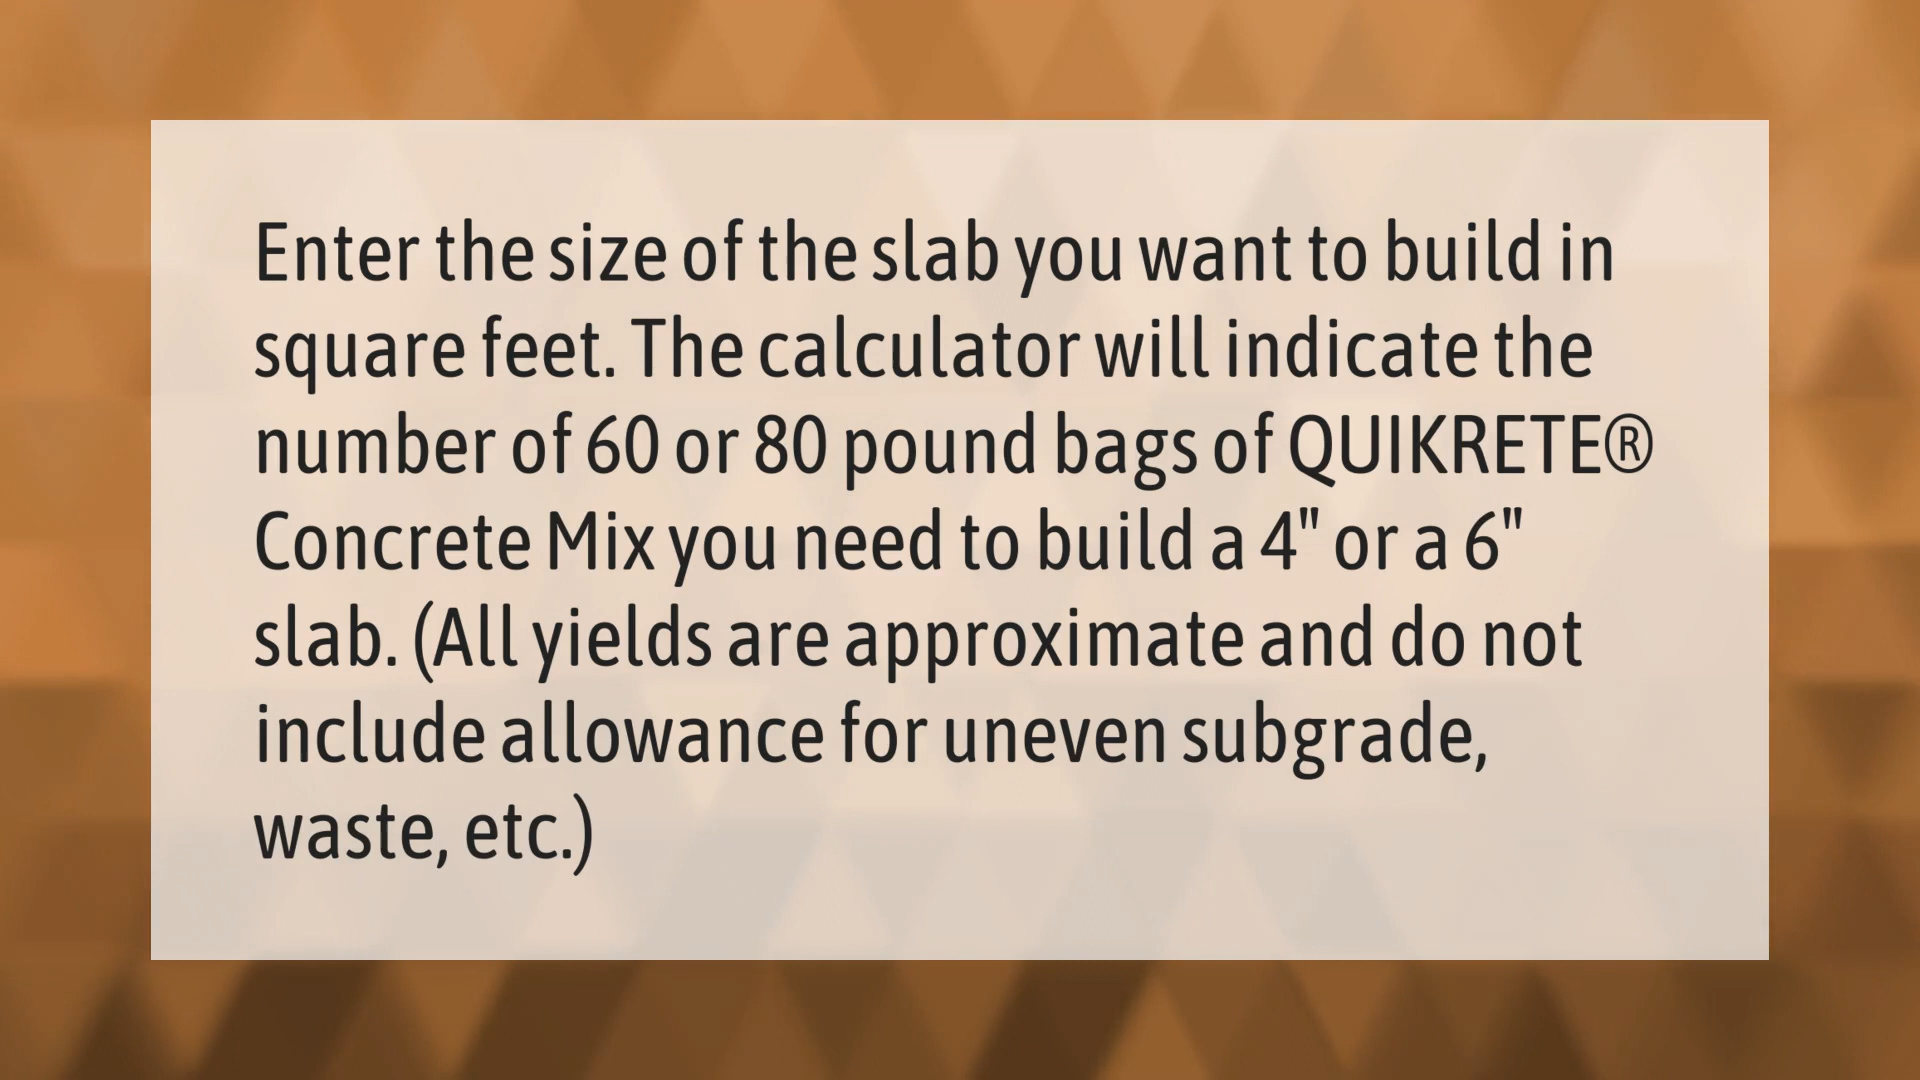 Enter the size of the slab you want to build in
square feet. The calculator will indicate the
number of 60 or 80 pound bags of QUIKRETE®
Concrete Mix you need to build a 4" or a 6"
slab. (All yields are approximate and do not
include allowance for uneven subgrade,
waste, etc.)